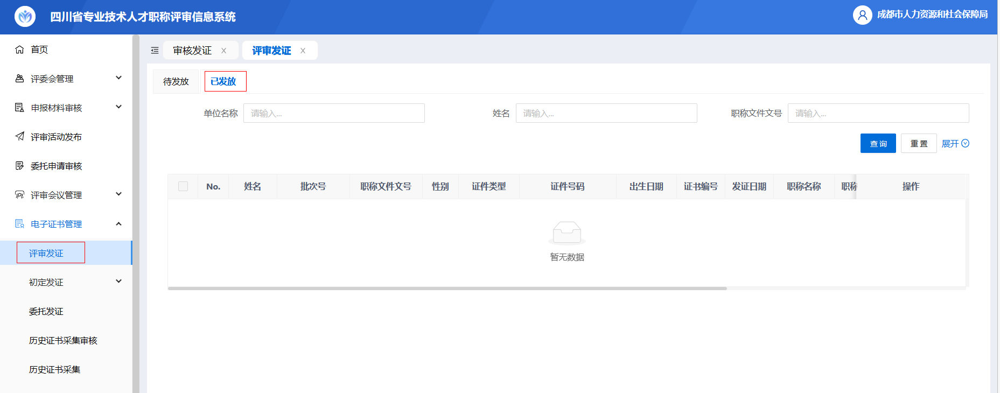 四川省专业技术人才职称评审信息系统
成都市人力资源和社会保障局
首页
评委会管理
申报材料审核
评审活动发布
委托申请审核
评审会议管理
电子证书管理
评审发证
初定发证
委托发证
历史证书采集审核
历史证书采集
审核发证 x
评审发证 x
待发放 已发放
单位名称 请输入... 姓名 请输入... 职称文件文号 请输入...
查询 重置 展开
No. 姓名 批次号 职称文件文号 性别 证件类型 证件号码 出生日期 证书编号 发证日期 职称名称 职称 操作
暂无数据